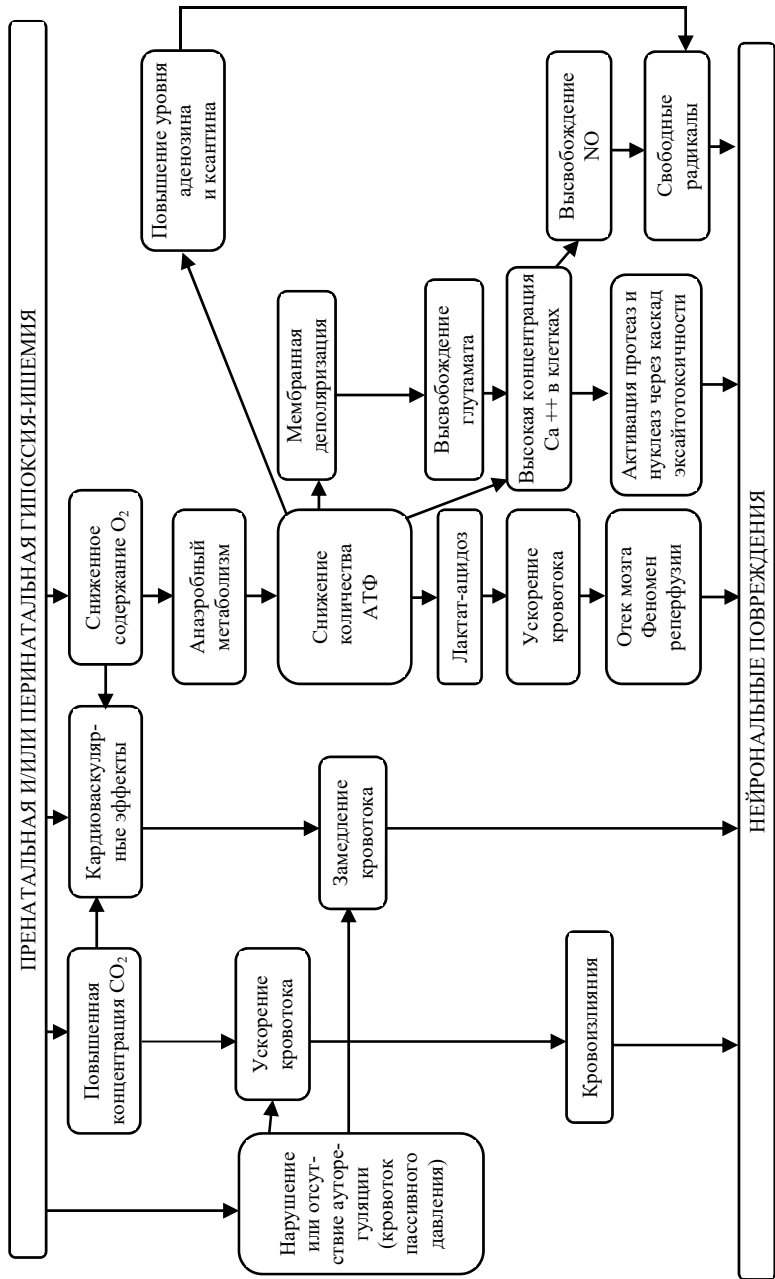 ПРЕНАТАЛЬНАЯ И/ИЛИ ПЕРИНАТАЛЬНАЯ ГИПОКСИЯ-ИШЕМИЯ
Повышенная
концентрация CO₂
Кардиоваскуляр-
ные эффекты
Сниженное
содержание O₂
Анаэробный
метаболизм
Повышение уровня
аденозина
и ксантина
Нарушение
или отсут-
ствие ауторе-
гуляции
(кровоток
пассивного
давления)
Ускорение
кровотока
Замедление
кровотока
Снижение
количества
АТФ
Мембранная
деполяризация
Лактат-ацидоз
Высвобождение
глутамата
Ускорение
кровотока
Высокая концентрация
Ca ++ в клетках
Высвобождение
NO
Кровоизлияния
Отек мозга
Феномен
реперфузии
Активация протеаз и
нуклеаз через каскад
эксайтотоксичности
Свободные
радикалы
НЕЙРОНАЛЬНЫЕ ПОВРЕЖДЕНИЯ